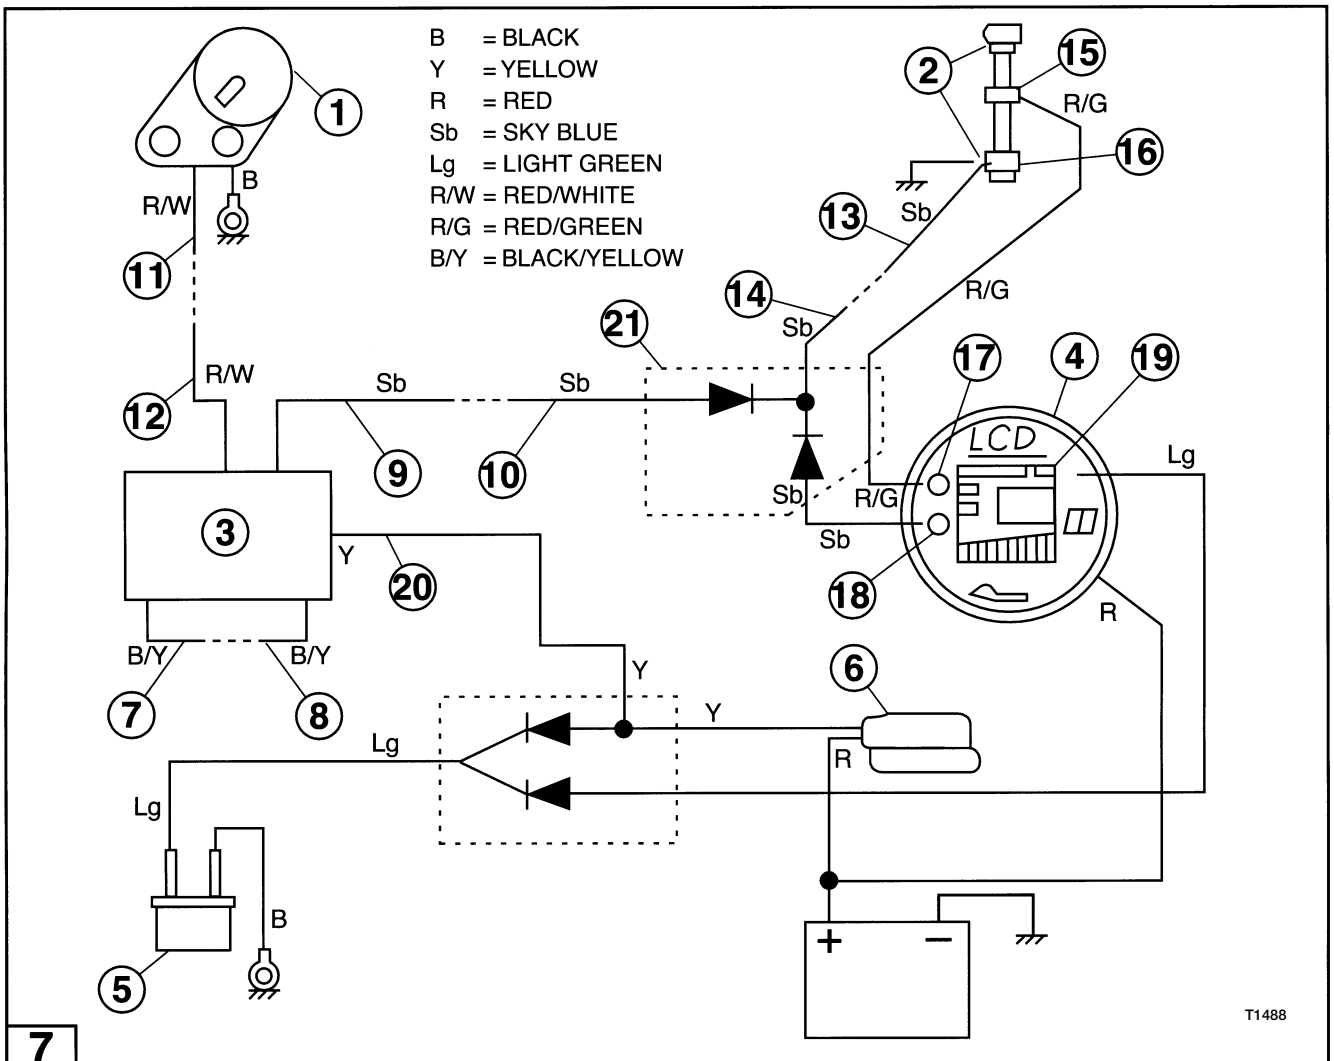 B = BLACK
Y = YELLOW
R = RED
Sb = SKY BLUE
Lg = LIGHT GREEN
R/W = RED/WHITE
R/G = RED/GREEN
B/Y = BLACK/YELLOW
1
2
15
R/G
16
B
R/W
11
13
Sb
14
Sb
R/G
21
17
4
19
R/W
12
Sb
Sb
9
10
LCD
Lg
Sb
R/G
3
Y
20
Sb
18
R
B/Y
B/Y
7
8
Y
6
Y
Lg
R
Lg
B
5
+
−
T1488
7